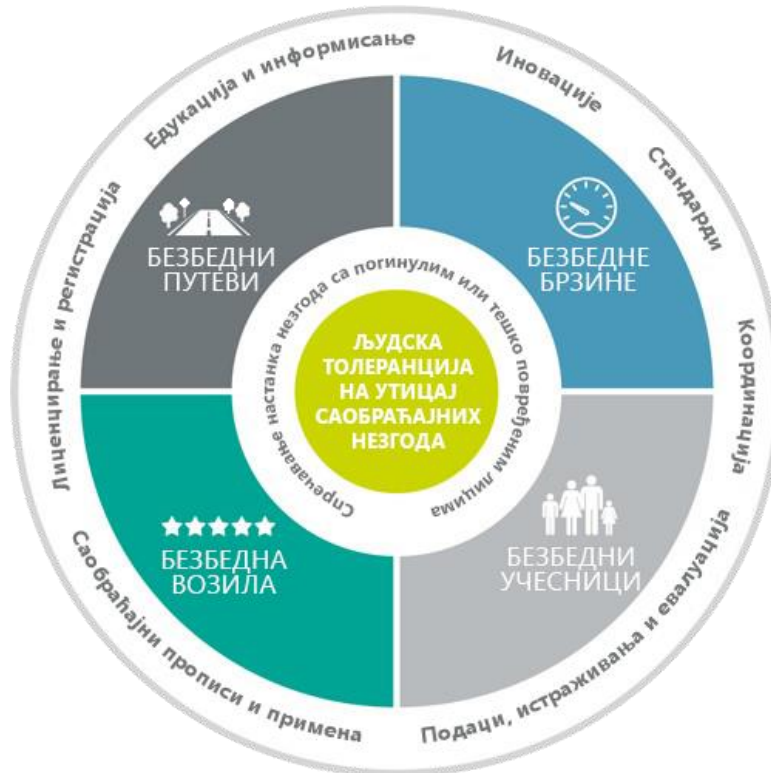 Едукација и информисање
Иновације
Стандарди
Координација
Подаци, истраживања и евалуација
Саобраћајни прописи и примена
Лиценцирање и регистрација
БЕЗБЕДНИ
ПУТЕВИ
БЕЗБЕДНЕ
БРЗИНЕ
Спречавање настанка незгода са погинулим или тешко повређеним лицима
ЉУДСКА
ТОЛЕРАНЦИЈА
НА УТИЦАЈ
САОБРАЋАЈНИХ
НЕЗГОДА
БЕЗБЕДНА
ВОЗИЛА
БЕЗБЕДНИ
УЧЕСНИЦИ